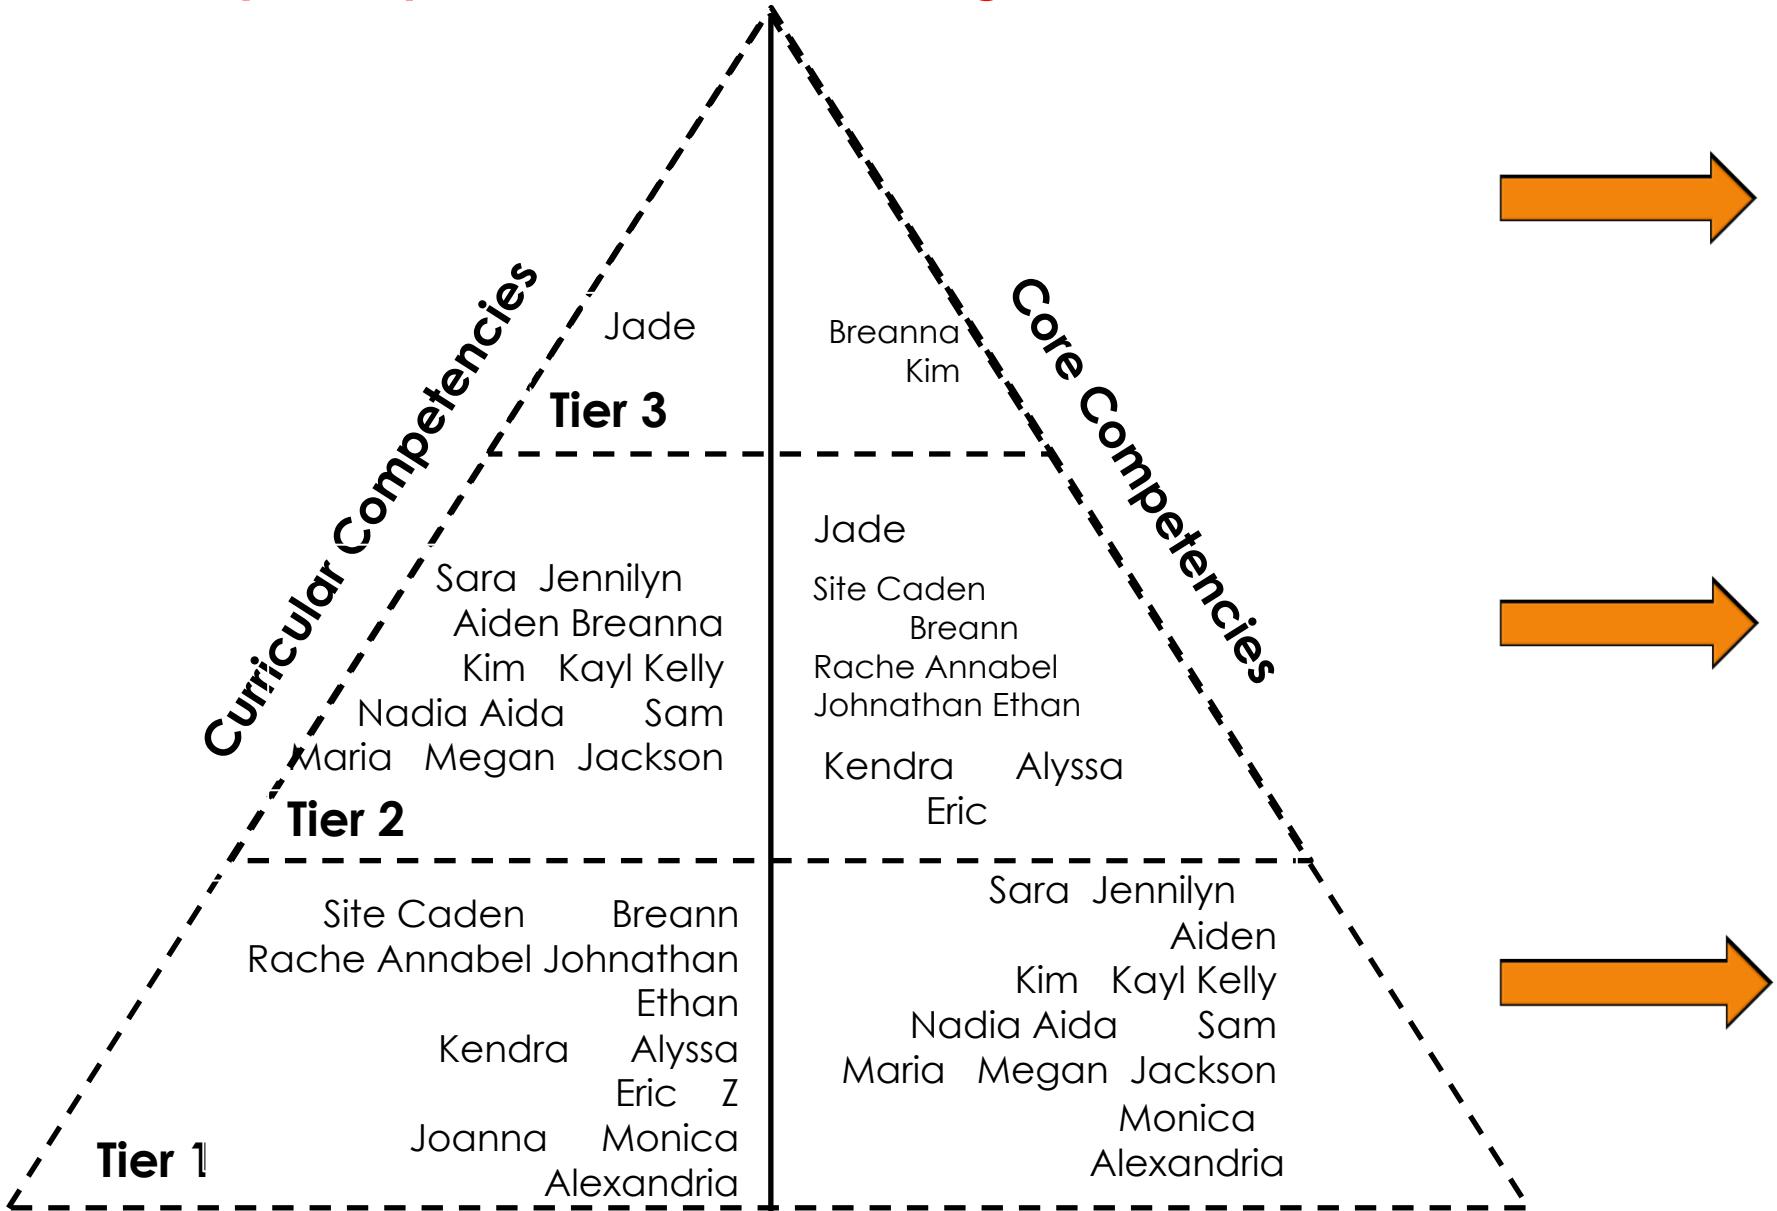 Curricular Competencies
Core Competencies
Jade
Tier 3
Breanna
Kim
Sara Jennilyn
Aiden Breanna
Kim Kayl Kelly
Nadia Aida Sam
Maria Megan Jackson
Tier 2
Jade
Site Caden
Breann
Rache Annabel
Johnathan Ethan
Kendra Alyssa
Eric
Site Caden Breann
Rache Annabel Johnathan
Ethan
Kendra Alyssa
Eric Z
Joanna Monica
Alexandria
Tier 1
Sara Jennilyn
Aiden
Kim Kayl Kelly
Nadia Aida Sam
Maria Megan Jackson
Monica
Alexandria